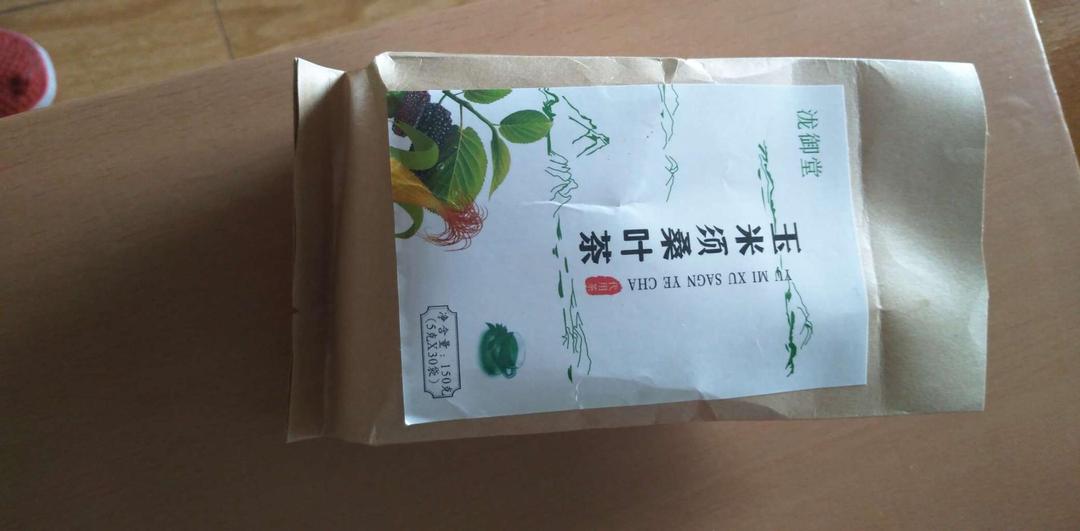 泷御堂
玉米须桑叶茶
YU MI XU SAGN YE CHA
代用茶
净含量：150克
（5克X30袋）